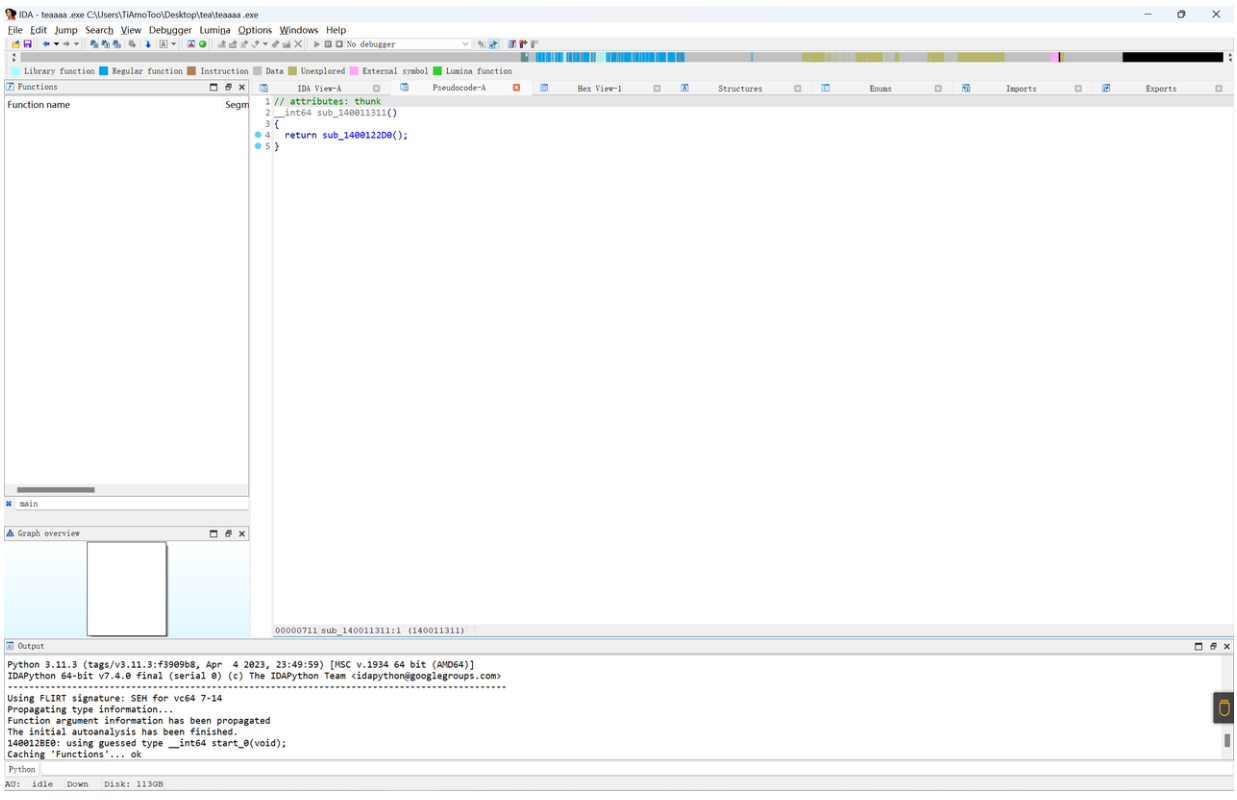 IDA - teaaaa .exe C:\Users\TiAmoToo\Desktop\tea\teaaaa .exe
File Edit Jump Search View Debugger Lumina Options Windows Help
No debugger
Library function Regular function Instruction Data Unexplored External symbol Lumina function
Functions
IDA View-A Pseudocode-A Hex View-1 Structures Enums Imports Exports
Function name Segm
1 // attributes: thunk
2 __int64 sub_140011311()
3 {
4 return sub_1400122D0();
5 }
main
Graph overview
00000711 sub_140011311:1 (140011311)
Output
Python 3.11.3 (tags/v3.11.3:f3909b8, Apr 4 2023, 23:49:59) [MSC v.1934 64 bit (AMD64)]
IDAPython 64-bit v7.4.0 final (serial 0) (c) The IDAPython Team <idapython@googlegroups.com>
---------------------------------------------------------------------------------------------
Using FLIRT signature: SEH for vc64 7-14
Propagating type information...
Function argument information has been propagated
The initial autoanalysis has been finished.
140012BE0: using guessed type __int64 start_0(void);
Caching 'Functions'... ok
Python
AU: idle Down Disk: 113GB